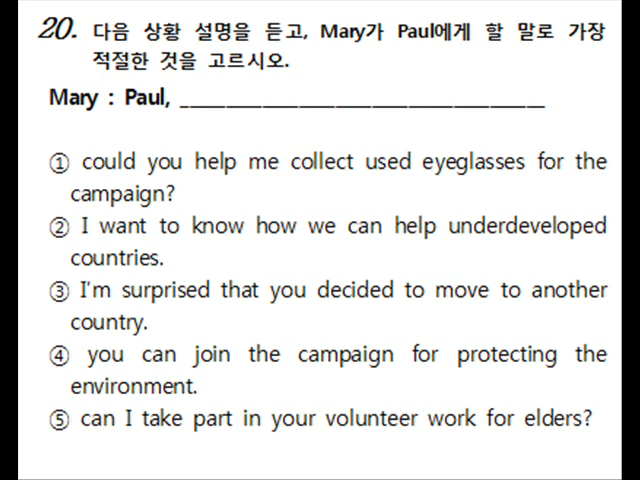 20. 다음 상황 설명을 듣고, Mary가 Paul에게 할 말로 가장
적절한 것을 고르시오.
Mary : Paul, ______________________________________
① could you help me collect used eyeglasses for the
campaign?
② I want to know how we can help underdeveloped
countries.
③ I'm surprised that you decided to move to another
country.
④ you can join the campaign for protecting the
environment.
⑤ can I take part in your volunteer work for elders?